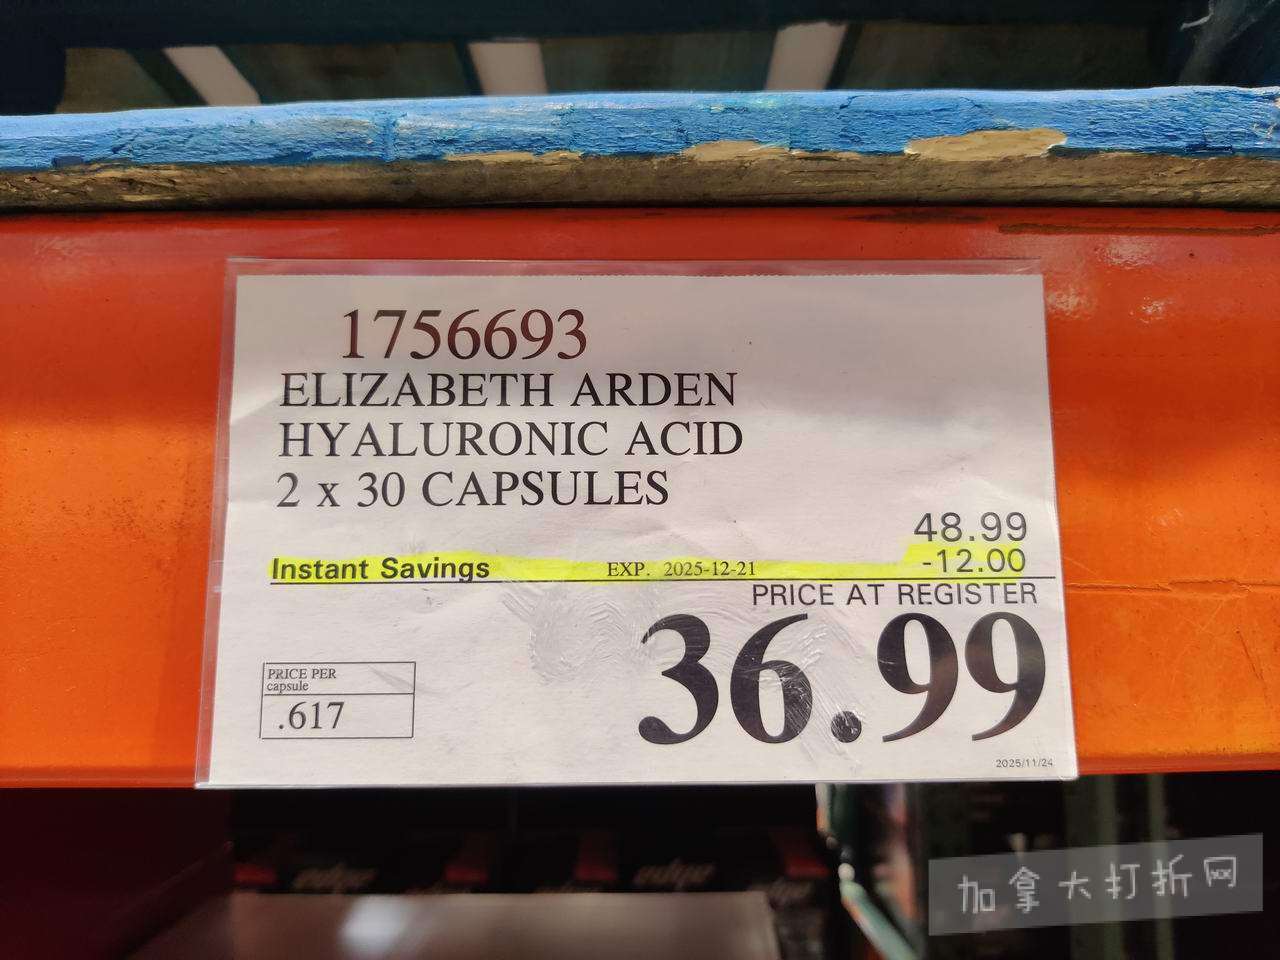 1756693
ELIZABETH ARDEN
HYALURONIC ACID
2 x 30 CAPSULES
48.99
Instant Savings EXP. 2025-12-21 -12.00
PRICE AT REGISTER
36.99
PRICE PER
capsule
.617
2025/11/24
加拿大打折网